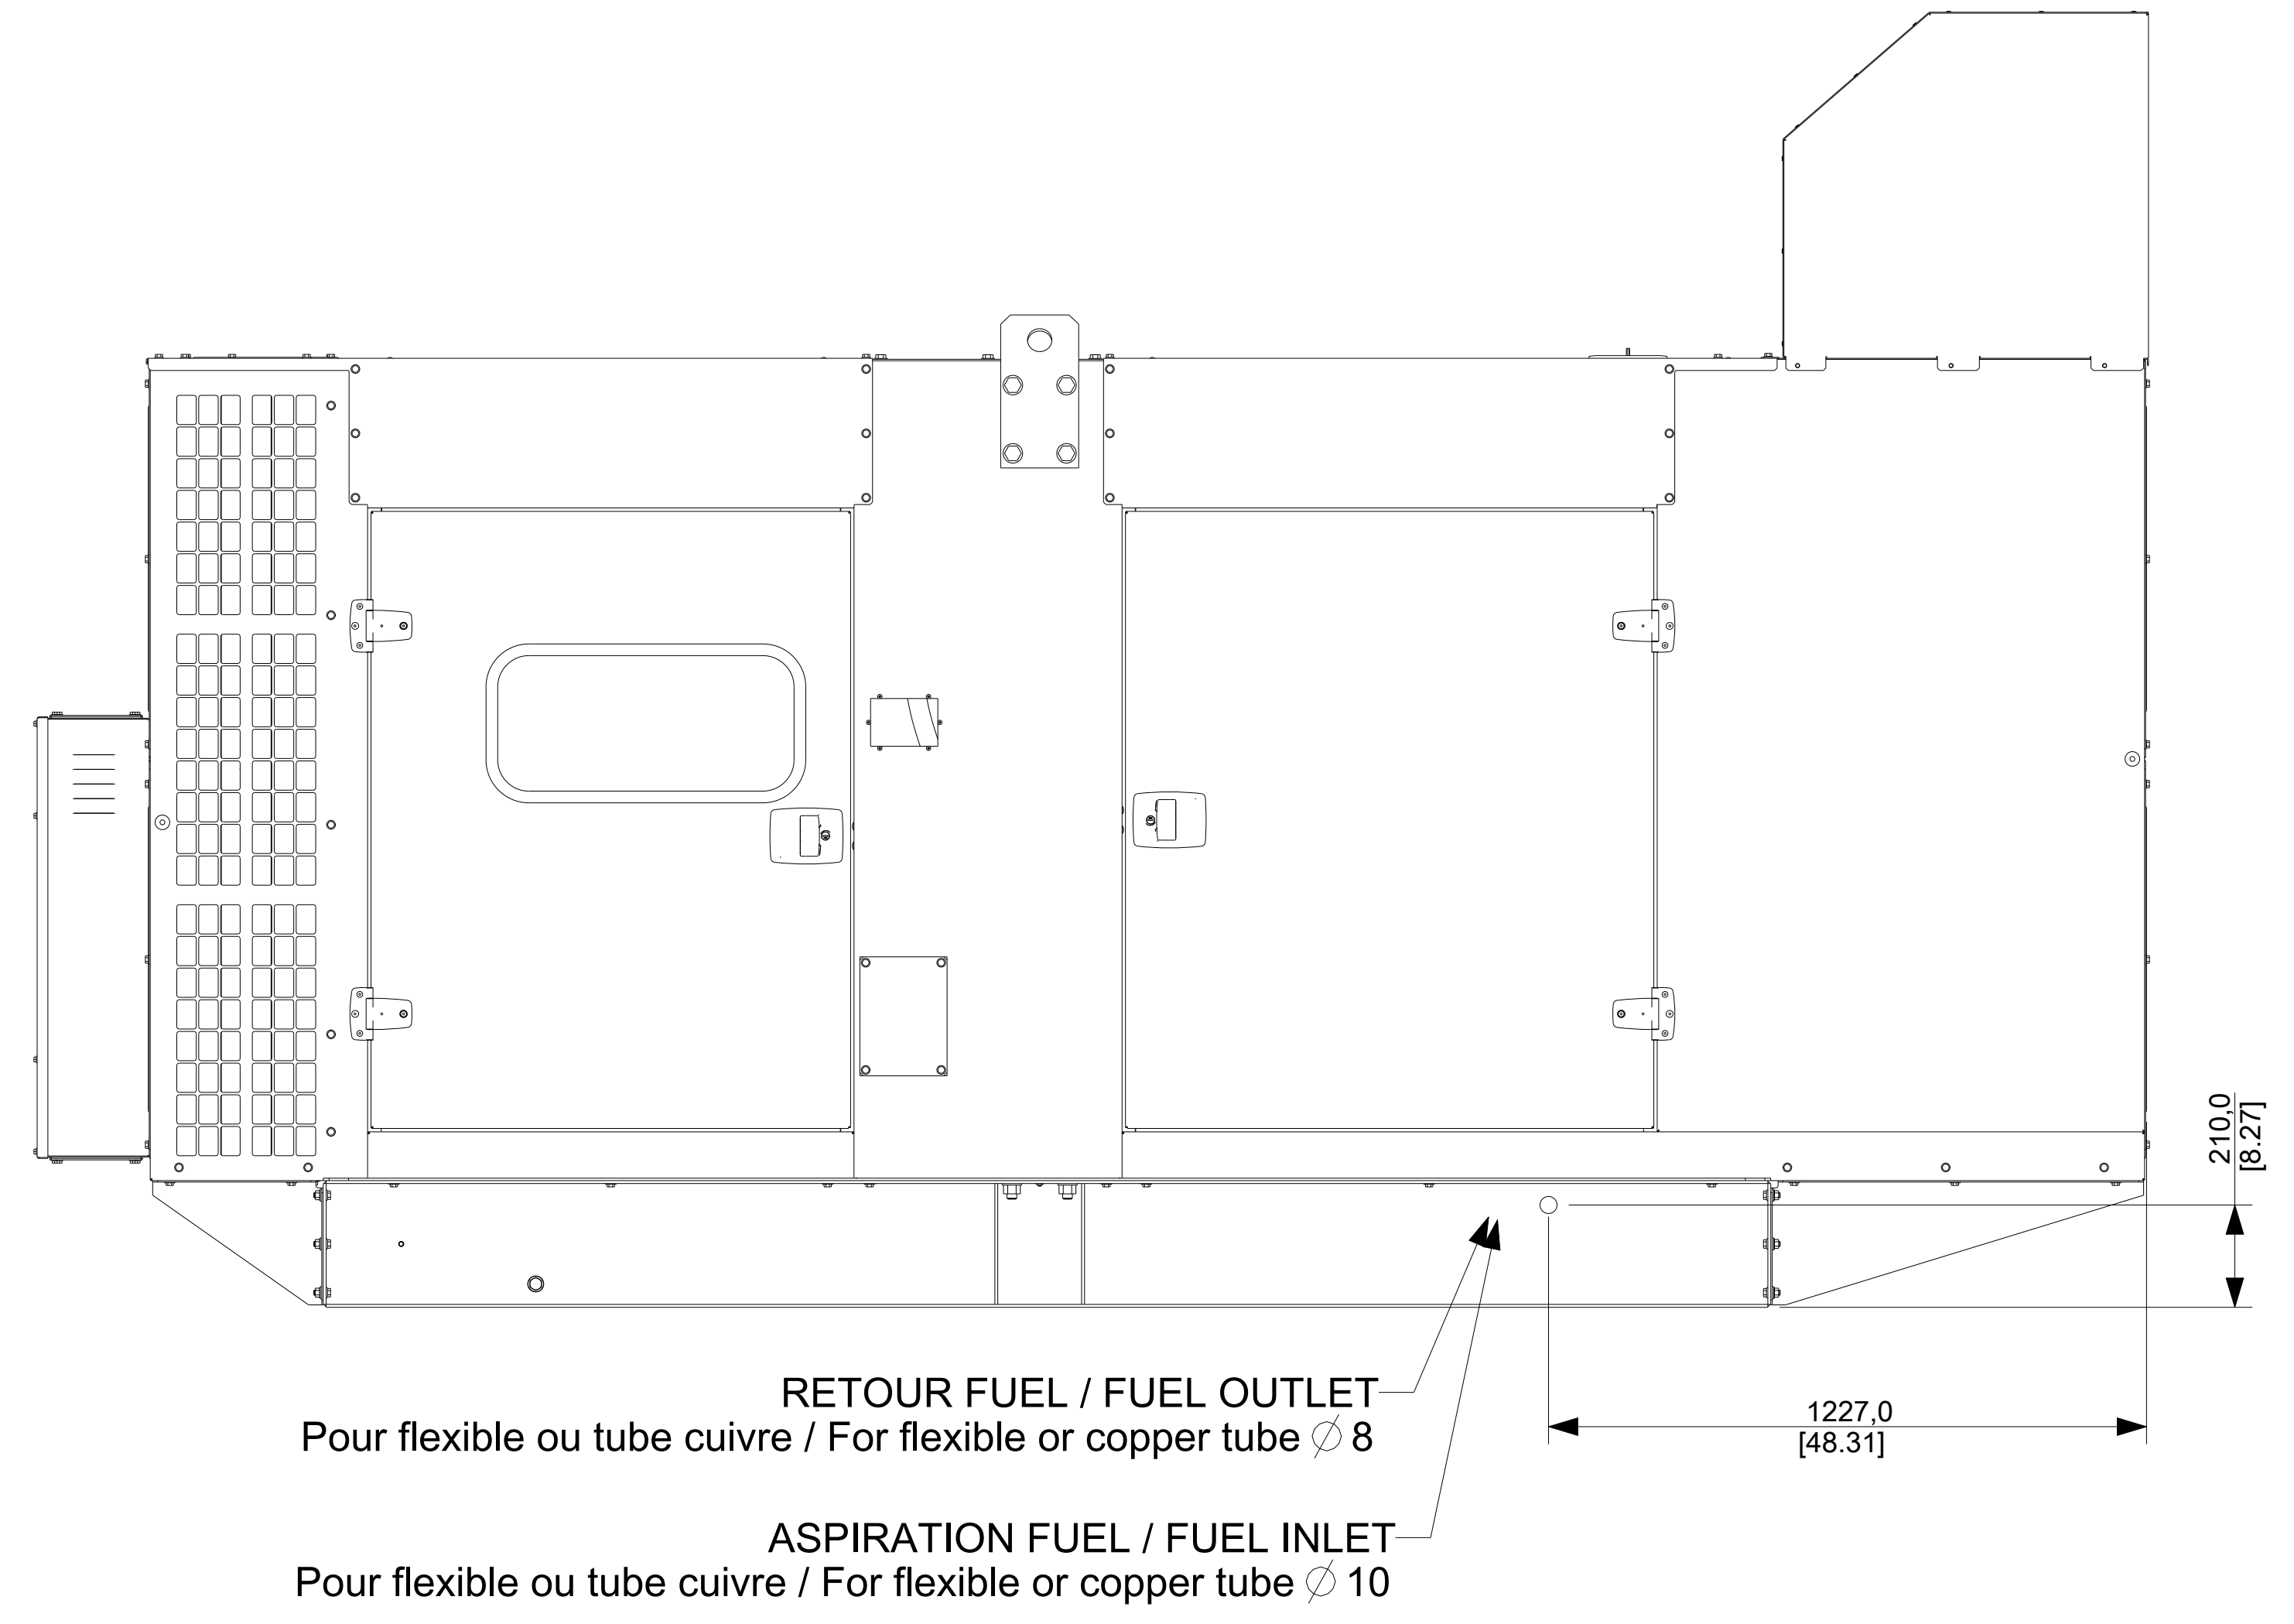 210,0
[8.27]
RETOUR FUEL / FUEL OUTLET
Pour flexible ou tube cuivre / For flexible or copper tube ∅ 8
1227,0
[48.31]
ASPIRATION FUEL / FUEL INLET
Pour flexible ou tube cuivre / For flexible or copper tube ∅ 10